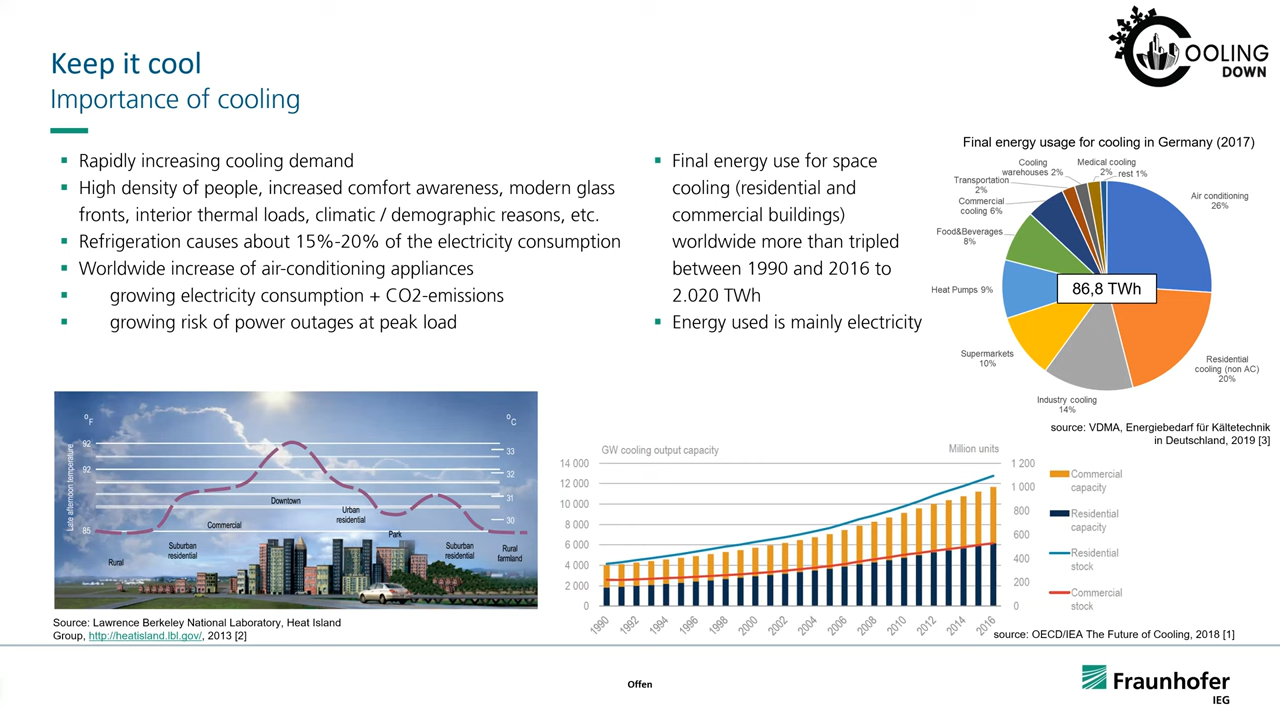 Keep it cool
Importance of cooling
COOLING
DOWN
Rapidly increasing cooling demand
High density of people, increased comfort awareness, modern glass
fronts, interior thermal loads, climatic / demographic reasons, etc.
Refrigeration causes about 15%-20% of the electricity consumption
Worldwide increase of air-conditioning appliances
growing electricity consumption + CO2-emissions
growing risk of power outages at peak load
Final energy use for space
cooling (residential and
commercial buildings)
worldwide more than tripled
between 1990 and 2016 to
2.020 TWh
Energy used is mainly electricity
Final energy usage for cooling in Germany (2017)
Cooling
warehouses 2%
Medical cooling
2%
rest 1%
Transportation
2%
Commercial
cooling 6%
Food&Beverages
8%
Heat Pumps 9%
Supermarkets
10%
Industry cooling
14%
Residential
cooling (non AC)
20%
Air conditioning
26%
86,8 TWh
source: VDMA, Energiebedarf für Kältetechnik
in Deutschland, 2019 [3]
°F
°C
92
92
85
33
32
31
30
Late afternoon temperature
Rural
Suburban
residential
Commercial
Downtown
Urban
residential
Park
Suburban
residential
Rural
farmland
Source: Lawrence Berkeley National Laboratory, Heat Island
Group, http://heatisland.lbl.gov/, 2013 [2]
GW cooling output capacity
Million units
14 000
12 000
10 000
8 000
6 000
4 000
2 000
0
1 200
1 000
800
600
400
200
0
1990
1992
1994
1996
1998
2000
2002
2004
2006
2008
2010
2012
2014
2016
Commercial
capacity
Residential
capacity
Residential
stock
Commercial
stock
source: OECD/IEA The Future of Cooling, 2018 [1]
Offen
Fraunhofer
IEG